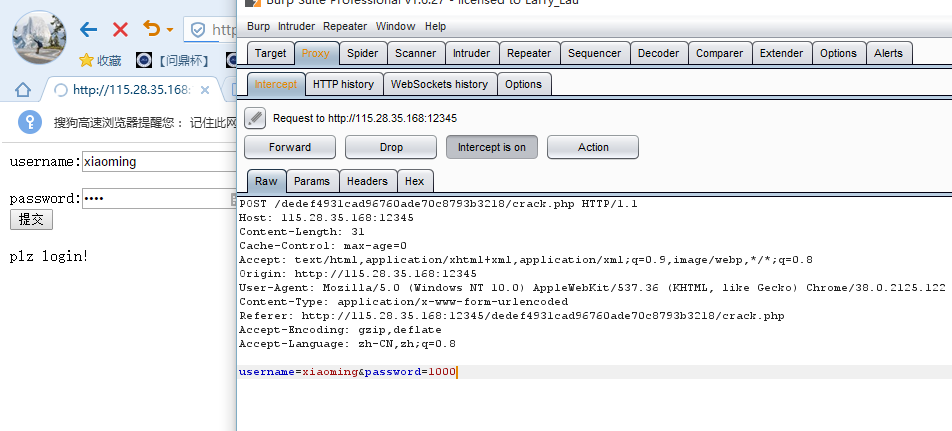 http
收藏 【问鼎杯】
http://115.28.35.168:
搜狗高速浏览器提醒您： 记住此网
username: xiaoming
password: ••••
提交
plz login!
Burp Suite Professional v1.6.27 - licensed to Larry_Lau
Burp Intruder Repeater Window Help
Target Proxy Spider Scanner Intruder Repeater Sequencer Decoder Comparer Extender Options Alerts
Intercept HTTP history WebSockets history Options
Request to http://115.28.35.168:12345
Forward Drop Intercept is on Action
Raw Params Headers Hex
POST /dedef4931cad96760ade70c8793b3218/crack.php HTTP/1.1
Host: 115.28.35.168:12345
Content-Length: 31
Cache-Control: max-age=0
Accept: text/html,application/xhtml+xml,application/xml;q=0.9,image/webp,*/*;q=0.8
Origin: http://115.28.35.168:12345
User-Agent: Mozilla/5.0 (Windows NT 10.0) AppleWebKit/537.36 (KHTML, like Gecko) Chrome/38.0.2125.122
Content-Type: application/x-www-form-urlencoded
Referer: http://115.28.35.168:12345/dedef4931cad96760ade70c8793b3218/crack.php
Accept-Encoding: gzip,deflate
Accept-Language: zh-CN,zh;q=0.8
username=xiaoming&password=1000